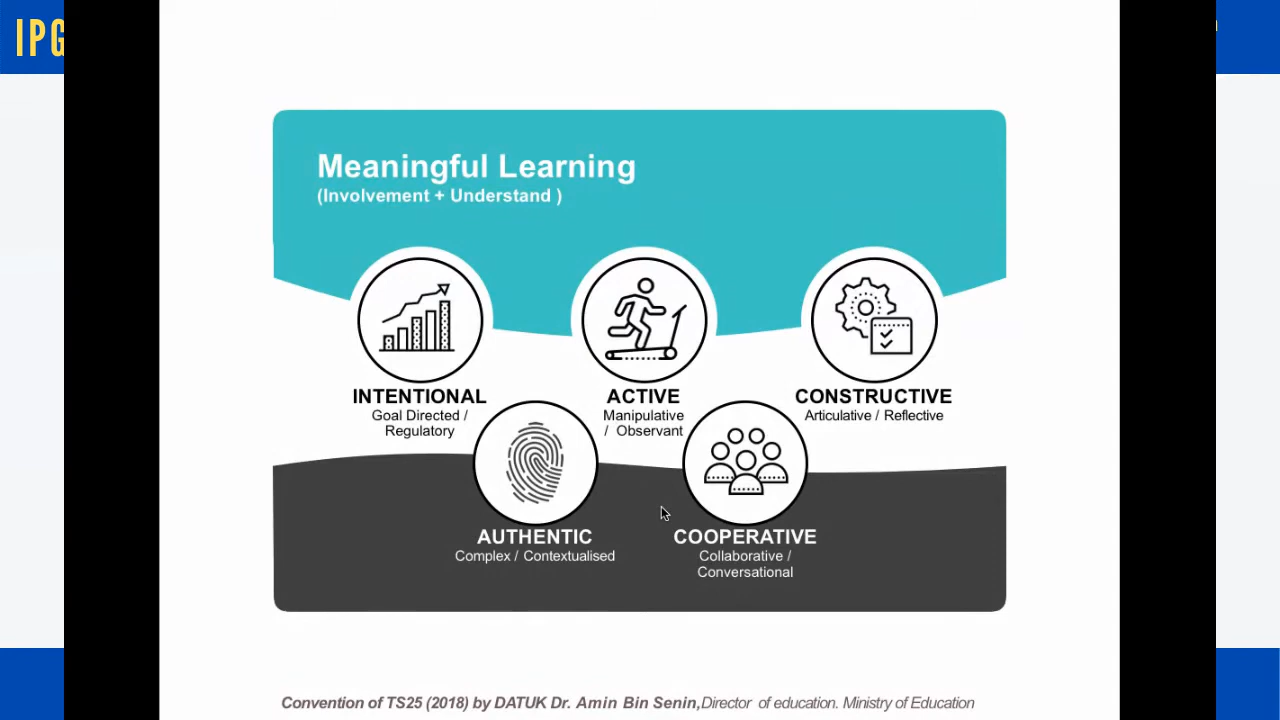 IPG
Meaningful Learning
(Involvement + Understand )
INTENTIONAL
Goal Directed /
Regulatory
ACTIVE
Manipulative
/ Observant
CONSTRUCTIVE
Articulative / Reflective
AUTHENTIC
Complex / Contextualised
COOPERATIVE
Collaborative /
Conversational
Convention of TS25 (2018) by DATUK Dr. Amin Bin Senin,Director of education. Ministry of Education